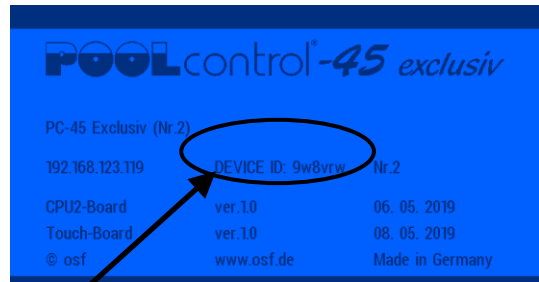 POOLcontrol*-45 exclusiv
PC-45 Exclusiv (Nr.2)
192.168.123.119 DEVICE ID: 9w8vrw Nr.2
CPU2-Board ver.1.0 06. 05. 2019
Touch-Board ver.1.0 08. 05. 2019
© osf www.osf.de Made in Germany